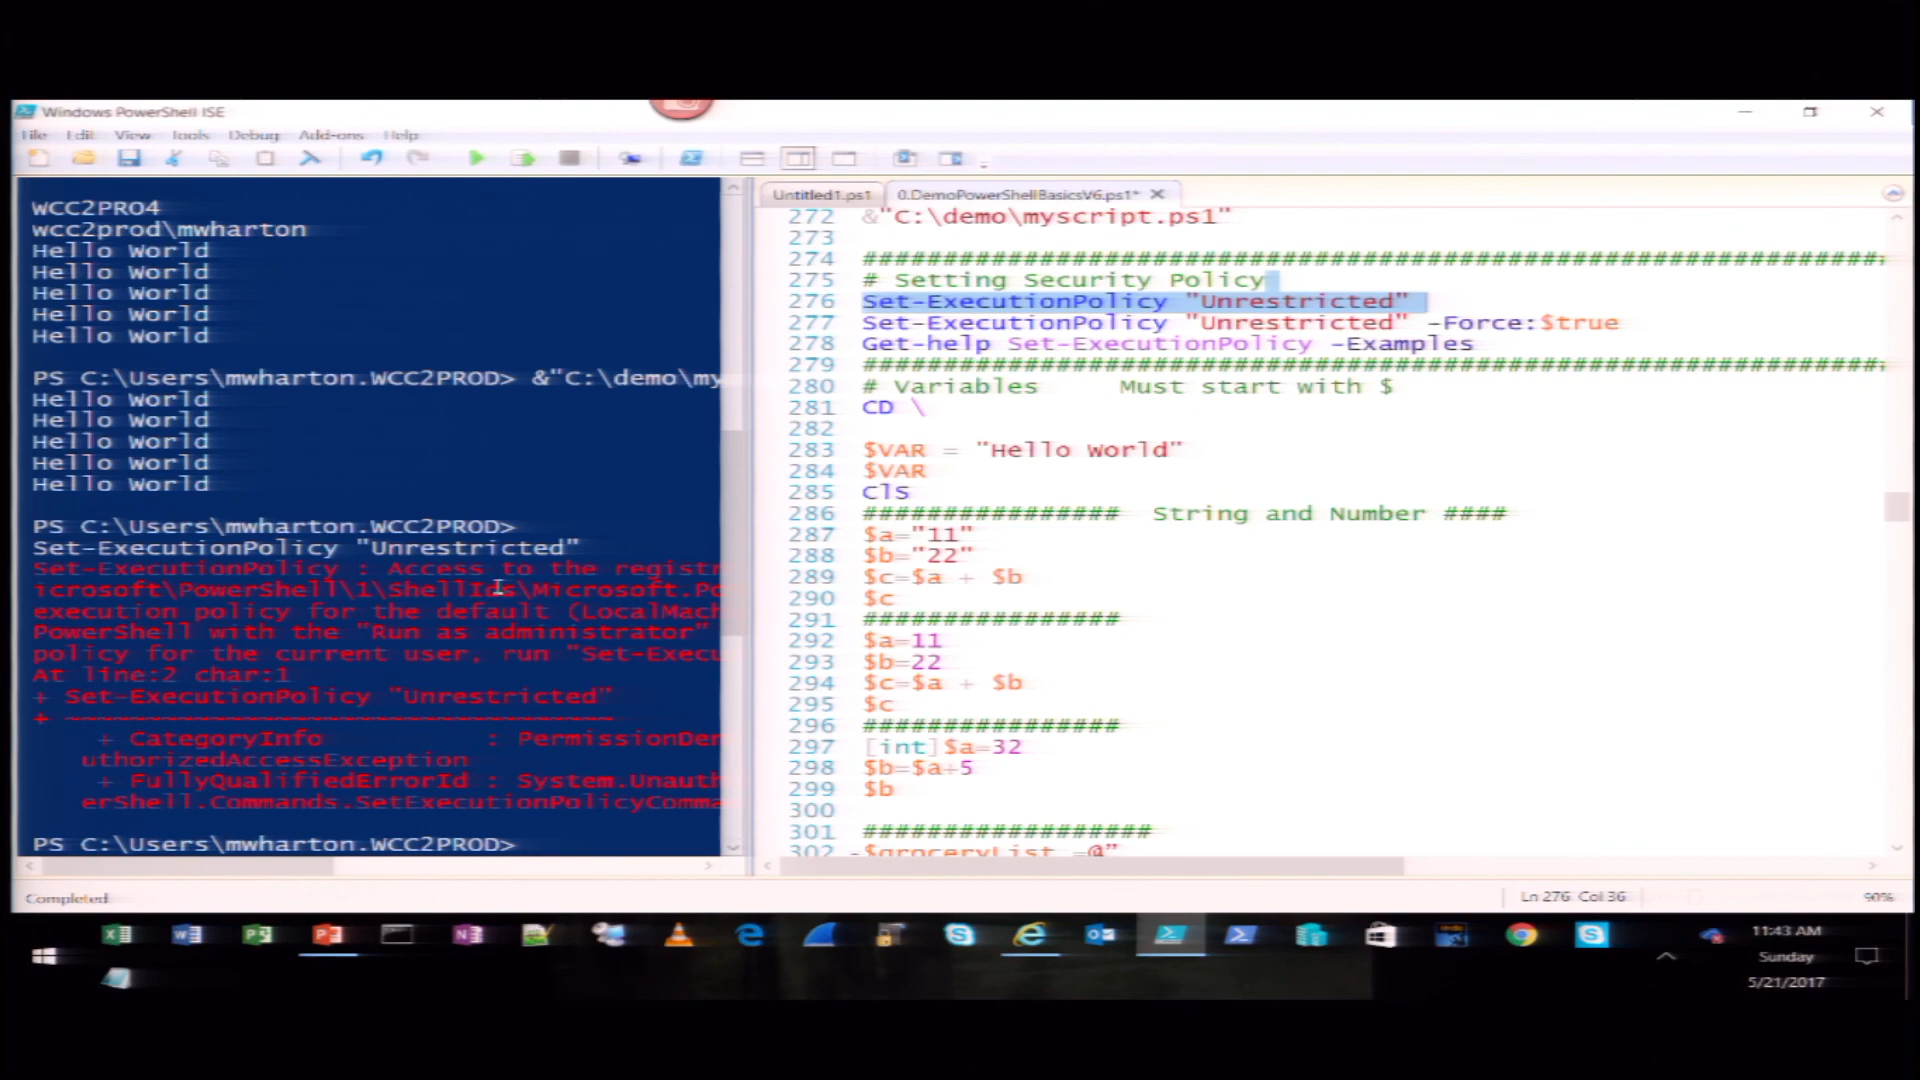 Windows PowerShell ISE
File Edit View Tools Debug Add-ons Help
WCC2PRO4
wcc2prod\mwharton
Hello World
Hello World
Hello World
Hello World
Hello World
PS C:\Users\mwharton.WCC2PROD> &"C:\demo\my
Hello World
Hello World
Hello World
Hello World
Hello World
PS C:\Users\mwharton.WCC2PROD>
Set-ExecutionPolicy "Unrestricted"
Set-ExecutionPolicy : Access to the registr
icrosoft\PowerShell\1\ShellIds\Microsoft.Po
execution policy for the default (LocalMach
PowerShell with the "Run as administrator"
policy for the current user, run "Set-Execu
At line:2 char:1
+ Set-ExecutionPolicy "Unrestricted"
+ ~~~~~~~~~~~~~~~~~~~~~~~~~~~~~~~~~~
+ CategoryInfo : PermissionDen
uthorizedAccessException
+ FullyQualifiedErrorId : System.Unauth
erShell.Commands.SetExecutionPolicyComma
PS C:\Users\mwharton.WCC2PROD>
Untitled1.ps1 0.DemoPowerShellBasicsV6.ps1*
272 &"C:\demo\myscript.ps1"
273
274 ################################################################
275 # Setting Security Policy
276 Set-ExecutionPolicy "Unrestricted"
277 Set-ExecutionPolicy "Unrestricted" -Force:$true
278 Get-help Set-ExecutionPolicy -Examples
279 ################################################################
280 # Variables Must start with $
281 CD \
282
283 $VAR = "Hello World"
284 $VAR
285 ClS
286 ################ String and Number ####
287 $a="11"
288 $b="22"
289 $c=$a + $b
290 $c
291 ################
292 $a=11
293 $b=22
294 $c=$a + $b
295 $c
296 ################
297 [int]$a=32
298 $b=$a+5
299 $b
300
301 ##################
302 $groceryList =@"
Completed
Ln 276 Col 36
90%
11:43 AM
Sunday
5/21/2017